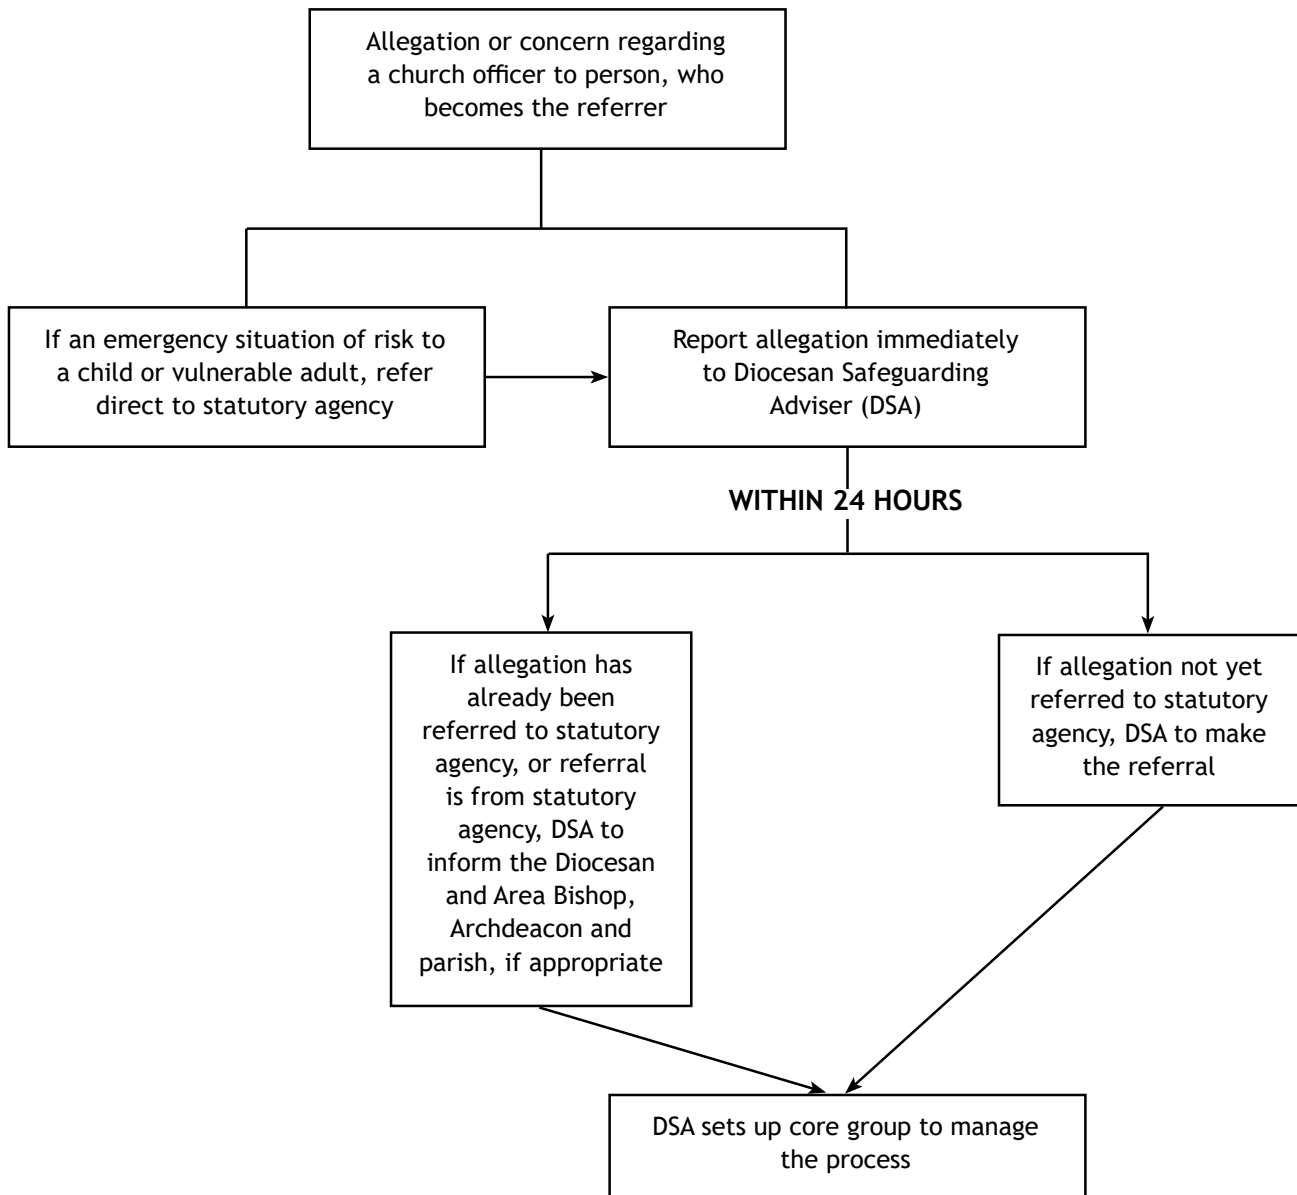 Allegation or concern regarding
a church officer to person, who
becomes the referrer
If an emergency situation of risk to
a child or vulnerable adult, refer
direct to statutory agency
Report allegation immediately
to Diocesan Safeguarding
Adviser (DSA)
WITHIN 24 HOURS
If allegation has
already been
referred to statutory
agency, or referral
is from statutory
agency, DSA to
inform the Diocesan
and Area Bishop,
Archdeacon and
parish, if appropriate
If allegation not yet
referred to statutory
agency, DSA to make
the referral
DSA sets up core group to manage
the process